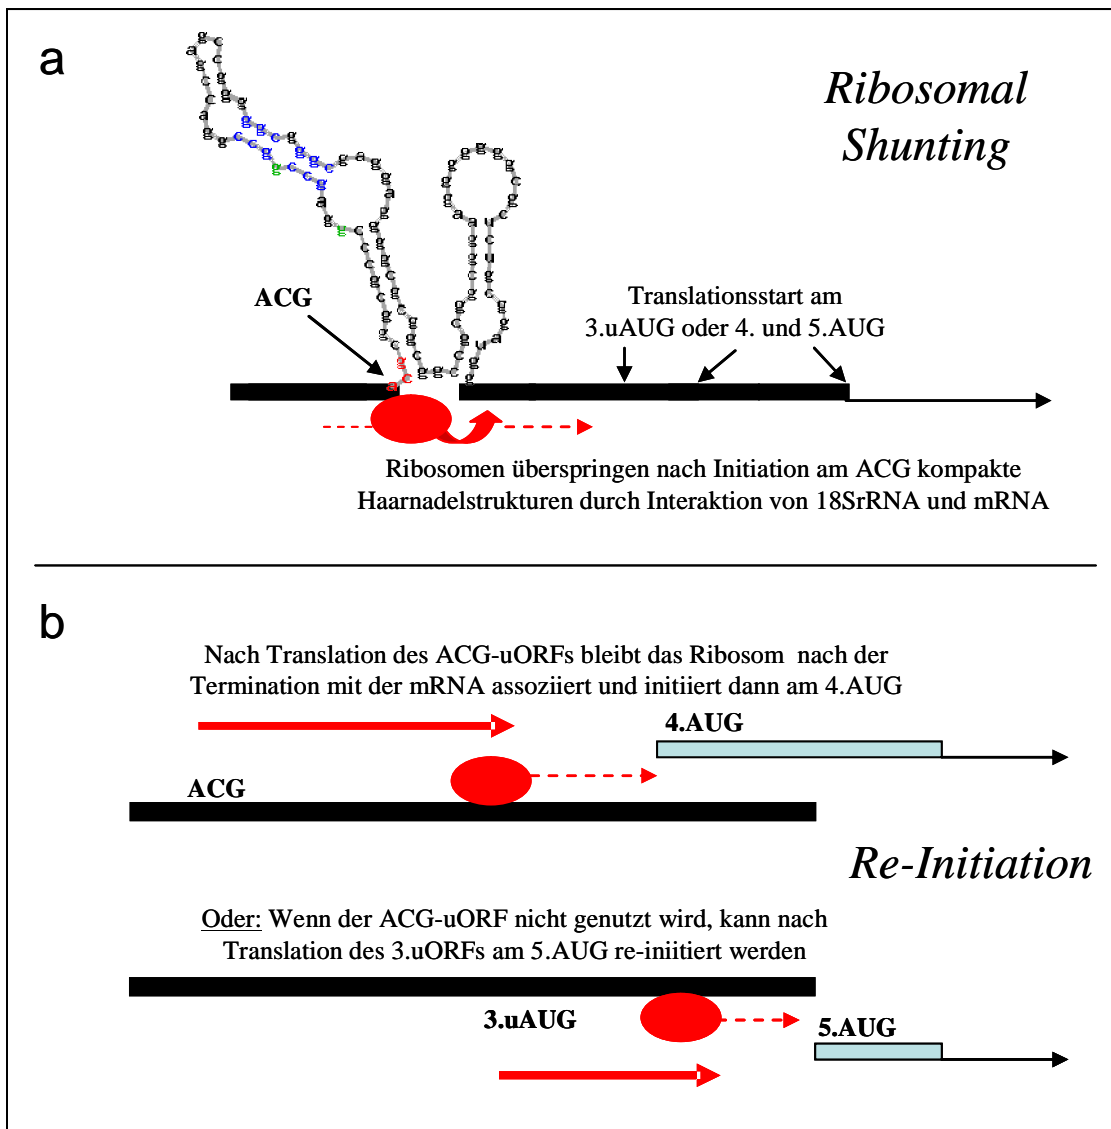 a
Ribosomal
Shunting
ACG
Translationsstart am
3.uAUG oder 4. und 5.AUG
Ribosomen überspringen nach Initiation am ACG kompakte
Haarnadelstrukturen durch Interaktion von 18SrRNA und mRNA
b
Nach Translation des ACG-uORFs bleibt das Ribosom nach der
Termination mit der mRNA assoziiert und initiiert dann am 4.AUG
4.AUG
ACG
Re-Initiation
Oder: Wenn der ACG-uORF nicht genutzt wird, kann nach
Translation des 3.uORFs am 5.AUG re-iniitiert werden
3.uAUG
5.AUG